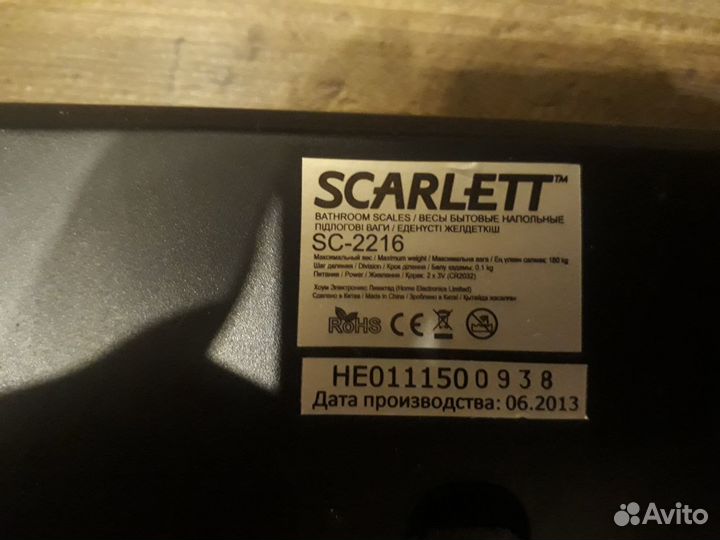 SCARLETT™
BATHROOM SCALES / ВЕСЫ БЫТОВЫЕ НАПОЛЬНЫЕ
ПІДЛОГОВІ ВАГИ / ЕДЕНҮСТІ ЖЕЛДЕТКІШ
SC-2216
Максимальный вес / Maximum weight / Максимальна вага / Ең үлкен салмақ: 180 kg
Шаг деления / Division / Крок ділення / Бөлу қадамы: 0,1 kg
Питание / Power / Живлення / Қорек: 2 x 3V (CR2032)
Хоум Электроникс Лимитед (Home Electronics Limited)
Сделано в Китае / Made in China / Зроблено в Китаї / Қытайда жасалған
RoHS CE
HE0111500938
Дата производства: 06.2013
Avito